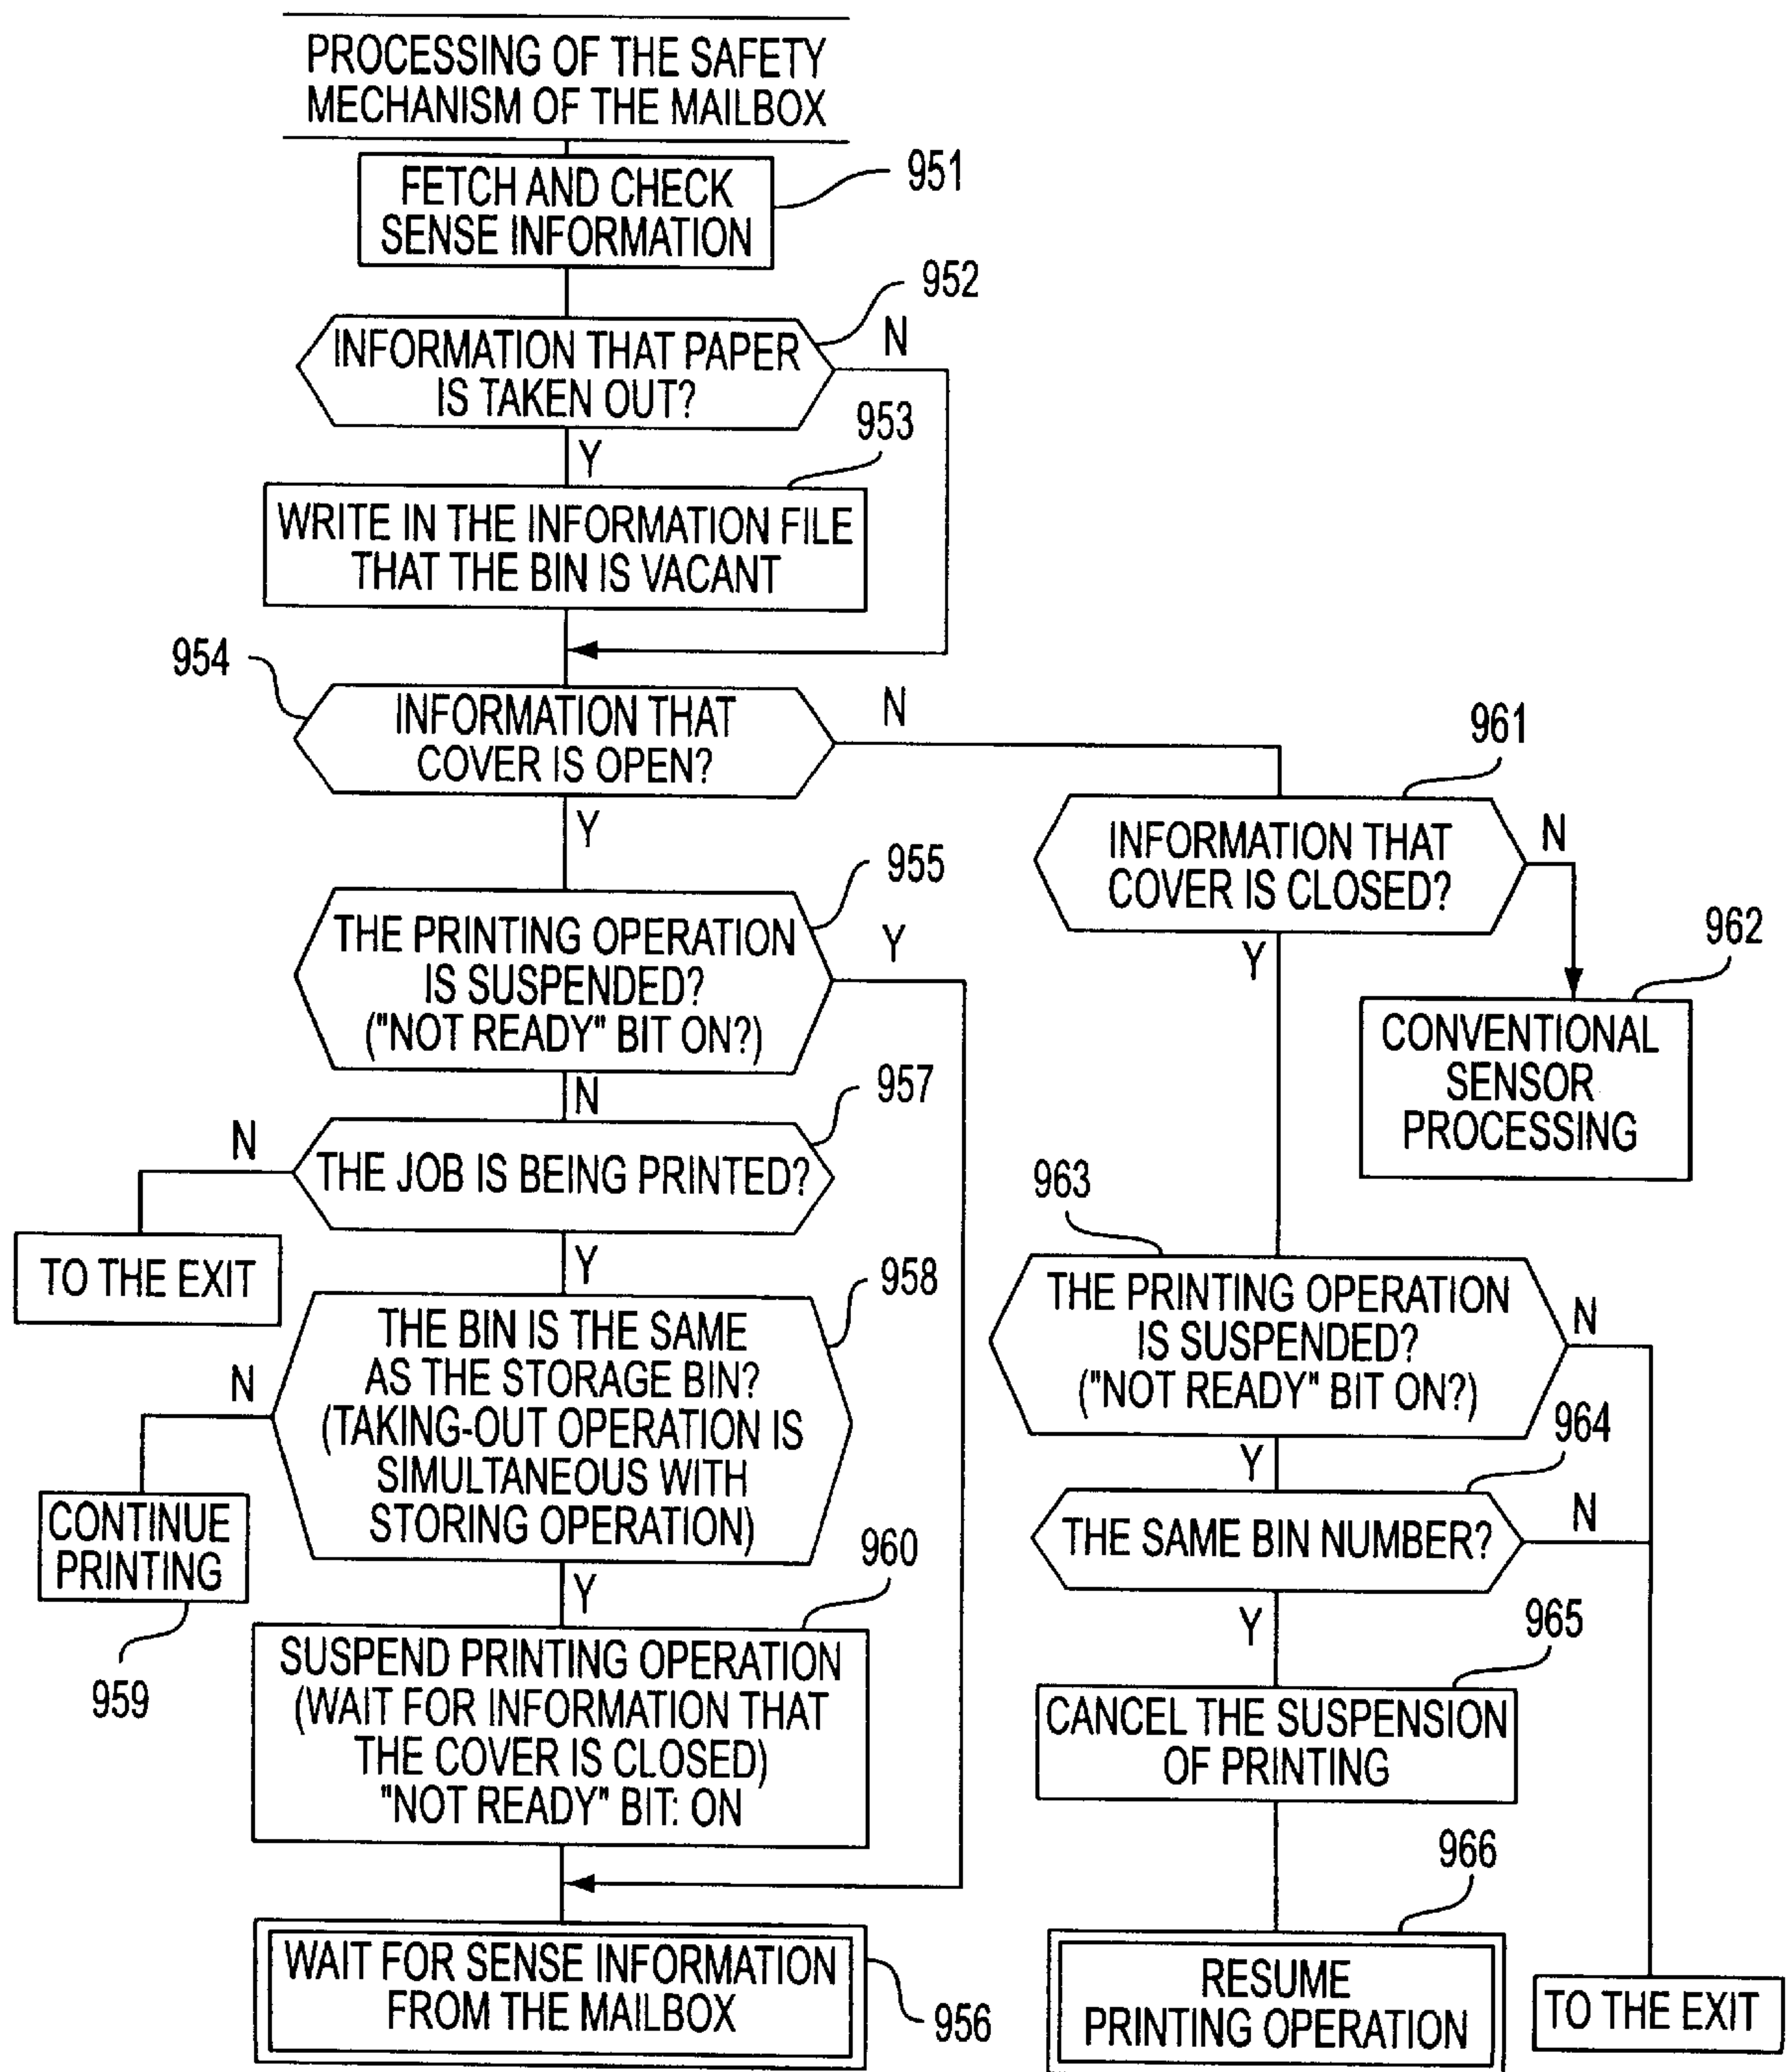 PROCESSING OF THE SAFETY
MECHANISM OF THE MAILBOX
FETCH AND CHECK
SENSE INFORMATION
951
INFORMATION THAT PAPER
IS TAKEN OUT?
952
N
Y
953
WRITE IN THE INFORMATION FILE
THAT THE BIN IS VACANT
954
INFORMATION THAT
COVER IS OPEN?
N
Y
955
THE PRINTING OPERATION
IS SUSPENDED?
("NOT READY" BIT ON?)
Y
N
957
THE JOB IS BEING PRINTED?
N
TO THE EXIT
Y
958
THE BIN IS THE SAME
AS THE STORAGE BIN?
(TAKING-OUT OPERATION IS
SIMULTANEOUS WITH
STORING OPERATION)
N
CONTINUE
PRINTING
959
Y
960
SUSPEND PRINTING OPERATION
(WAIT FOR INFORMATION THAT
THE COVER IS CLOSED)
"NOT READY" BIT: ON
WAIT FOR SENSE INFORMATION
FROM THE MAILBOX
956
961
INFORMATION THAT
COVER IS CLOSED?
N
Y
962
CONVENTIONAL
SENSOR
PROCESSING
963
THE PRINTING OPERATION
IS SUSPENDED?
("NOT READY" BIT ON?)
N
Y
964
THE SAME BIN NUMBER?
N
Y
965
CANCEL THE SUSPENSION
OF PRINTING
966
RESUME
PRINTING OPERATION
TO THE EXIT